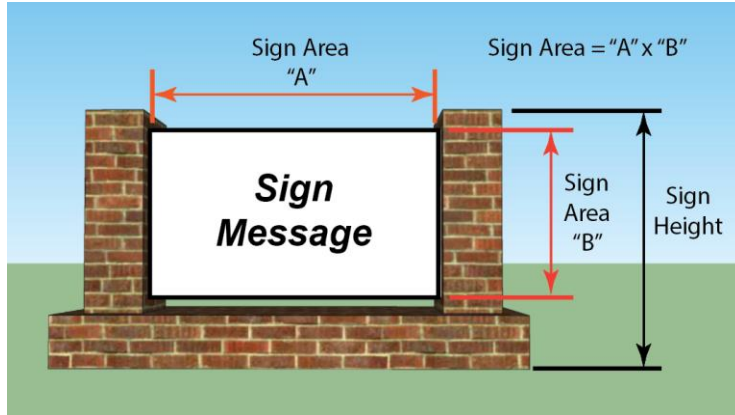 Sign Area
"A"
Sign Area = "A" x "B"
Sign
Message
Sign
Area
"B"
Sign
Height